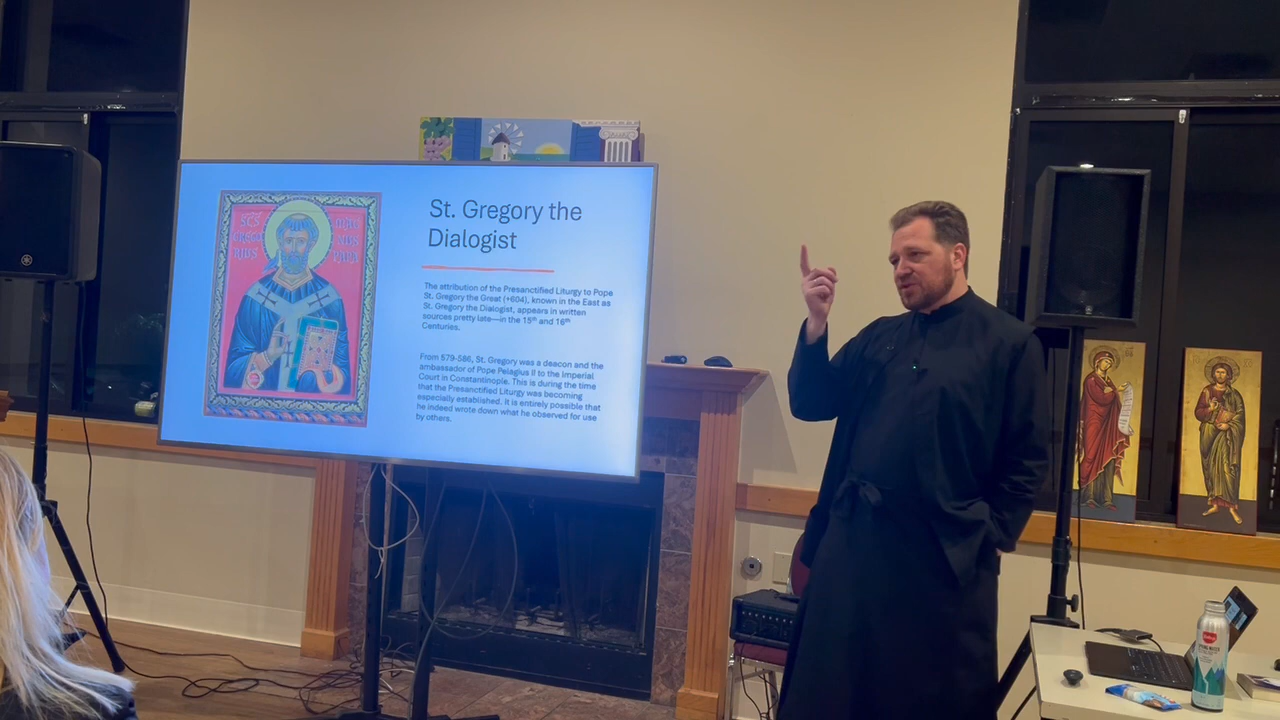 St. Gregory the
Dialogist
The attribution of the Presanctified Liturgy to Pope
St. Gregory the Great (+604), known in the East as
St. Gregory the Dialogist, appears in written
sources pretty late—in the 15th and 16th
Centuries.
From 579-586, St. Gregory was a deacon and the
ambassador of Pope Pelagius II to the Imperial
Court in Constantinople. This is during the time
that the Presanctified Liturgy was becoming
especially established. It is entirely possible that
he indeed wrote down what he observed for use
by others.